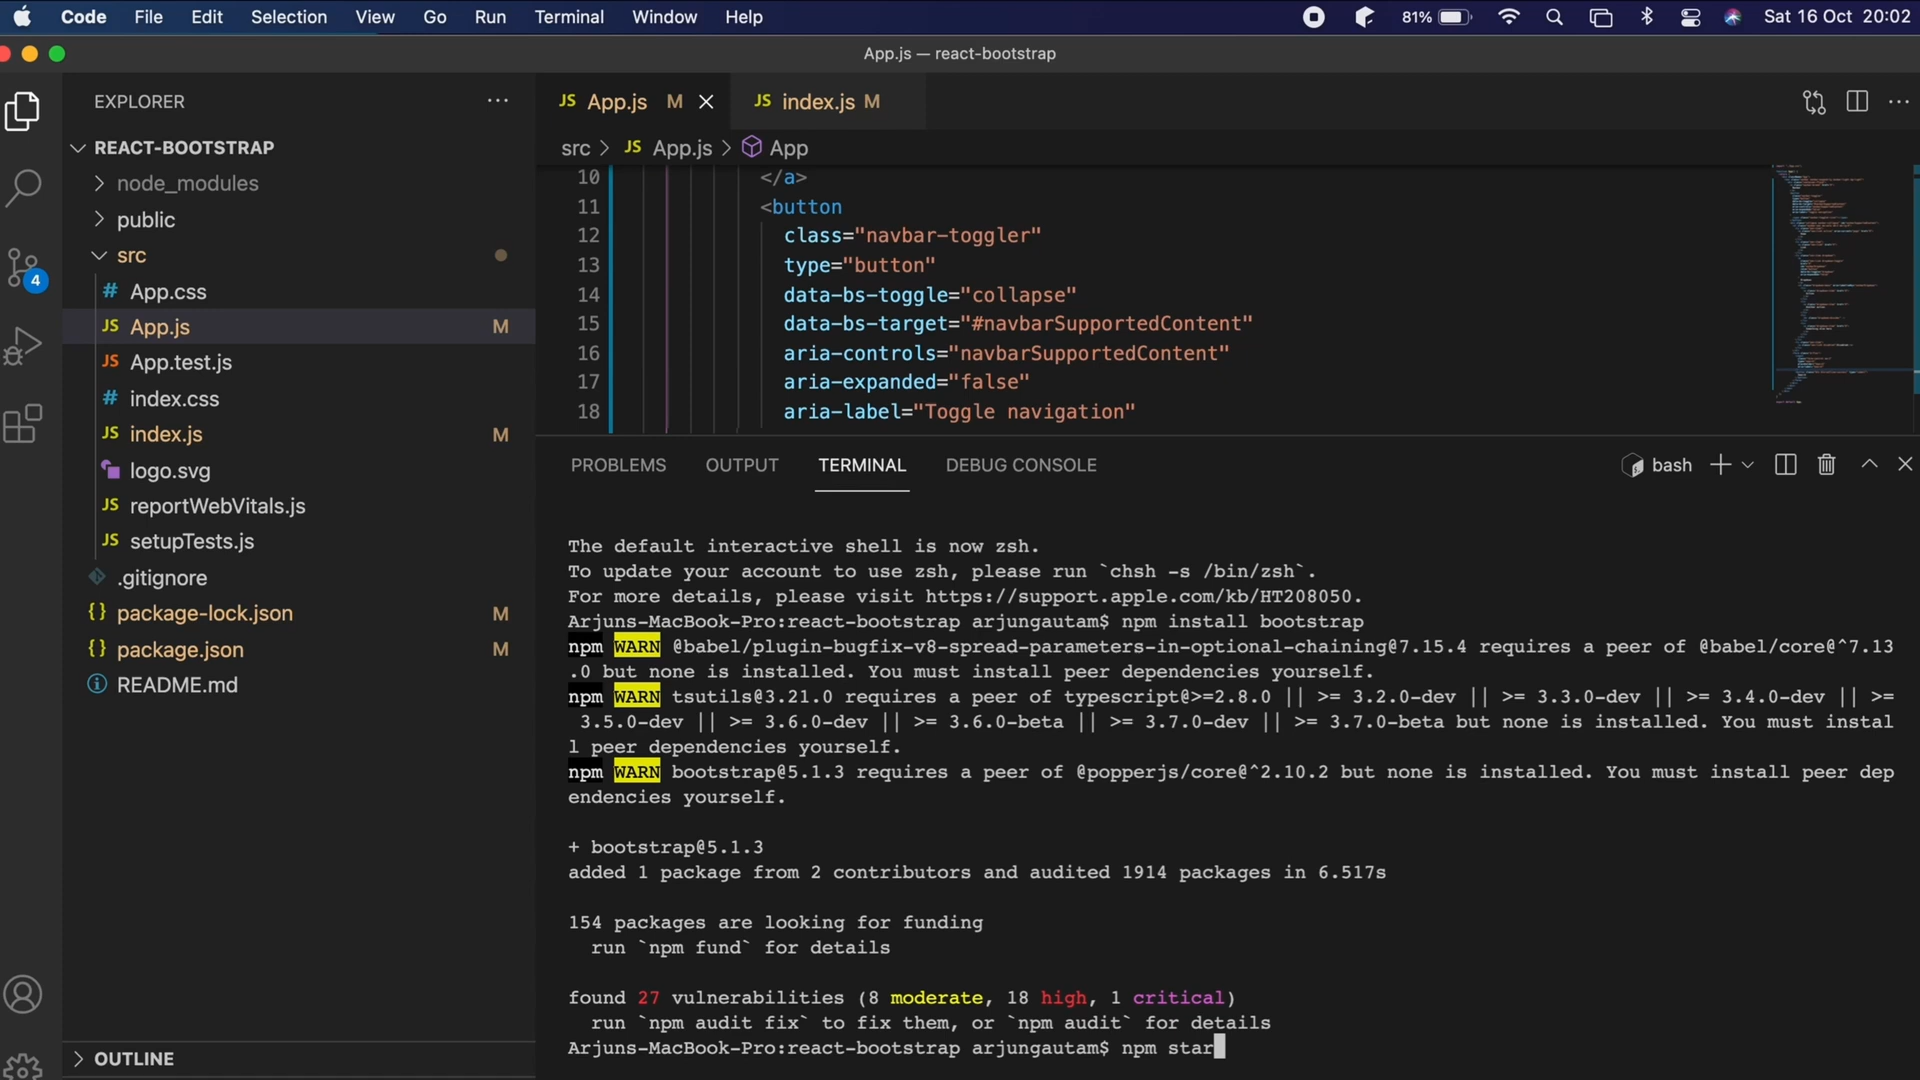 Code File Edit Selection View Go Run Terminal Window Help 81% Sat 16 Oct 20:02
App.js — react-bootstrap
EXPLORER
REACT-BOOTSTRAP
node_modules
public
src
# App.css
JS App.js M
JS App.test.js
# index.css
JS index.js M
logo.svg
JS reportWebVitals.js
JS setupTests.js
.gitignore
{} package-lock.json M
{} package.json M
README.md
4
OUTLINE
JS App.js M JS index.js M
src > JS App.js > App
10 </a>
11 <button
12 class="navbar-toggler"
13 type="button"
14 data-bs-toggle="collapse"
15 data-bs-target="#navbarSupportedContent"
16 aria-controls="navbarSupportedContent"
17 aria-expanded="false"
18 aria-label="Toggle navigation"
PROBLEMS OUTPUT TERMINAL DEBUG CONSOLE bash
The default interactive shell is now zsh.
To update your account to use zsh, please run `chsh -s /bin/zsh`.
For more details, please visit https://support.apple.com/kb/HT208050.
Arjuns-MacBook-Pro:react-bootstrap arjungautam$ npm install bootstrap
npm WARN @babel/plugin-bugfix-v8-spread-parameters-in-optional-chaining@7.15.4 requires a peer of @babel/core@^7.13
.0 but none is installed. You must install peer dependencies yourself.
npm WARN tsutils@3.21.0 requires a peer of typescript@>=2.8.0 || >= 3.2.0-dev || >= 3.3.0-dev || >= 3.4.0-dev || >=
3.5.0-dev || >= 3.6.0-dev || >= 3.6.0-beta || >= 3.7.0-dev || >= 3.7.0-beta but none is installed. You must instal
l peer dependencies yourself.
npm WARN bootstrap@5.1.3 requires a peer of @popperjs/core@^2.10.2 but none is installed. You must install peer dep
endencies yourself.
+ bootstrap@5.1.3
added 1 package from 2 contributors and audited 1914 packages in 6.517s
154 packages are looking for funding
run `npm fund` for details
found 27 vulnerabilities (8 moderate, 18 high, 1 critical)
run `npm audit fix` to fix them, or `npm audit` for details
Arjuns-MacBook-Pro:react-bootstrap arjungautam$ npm star